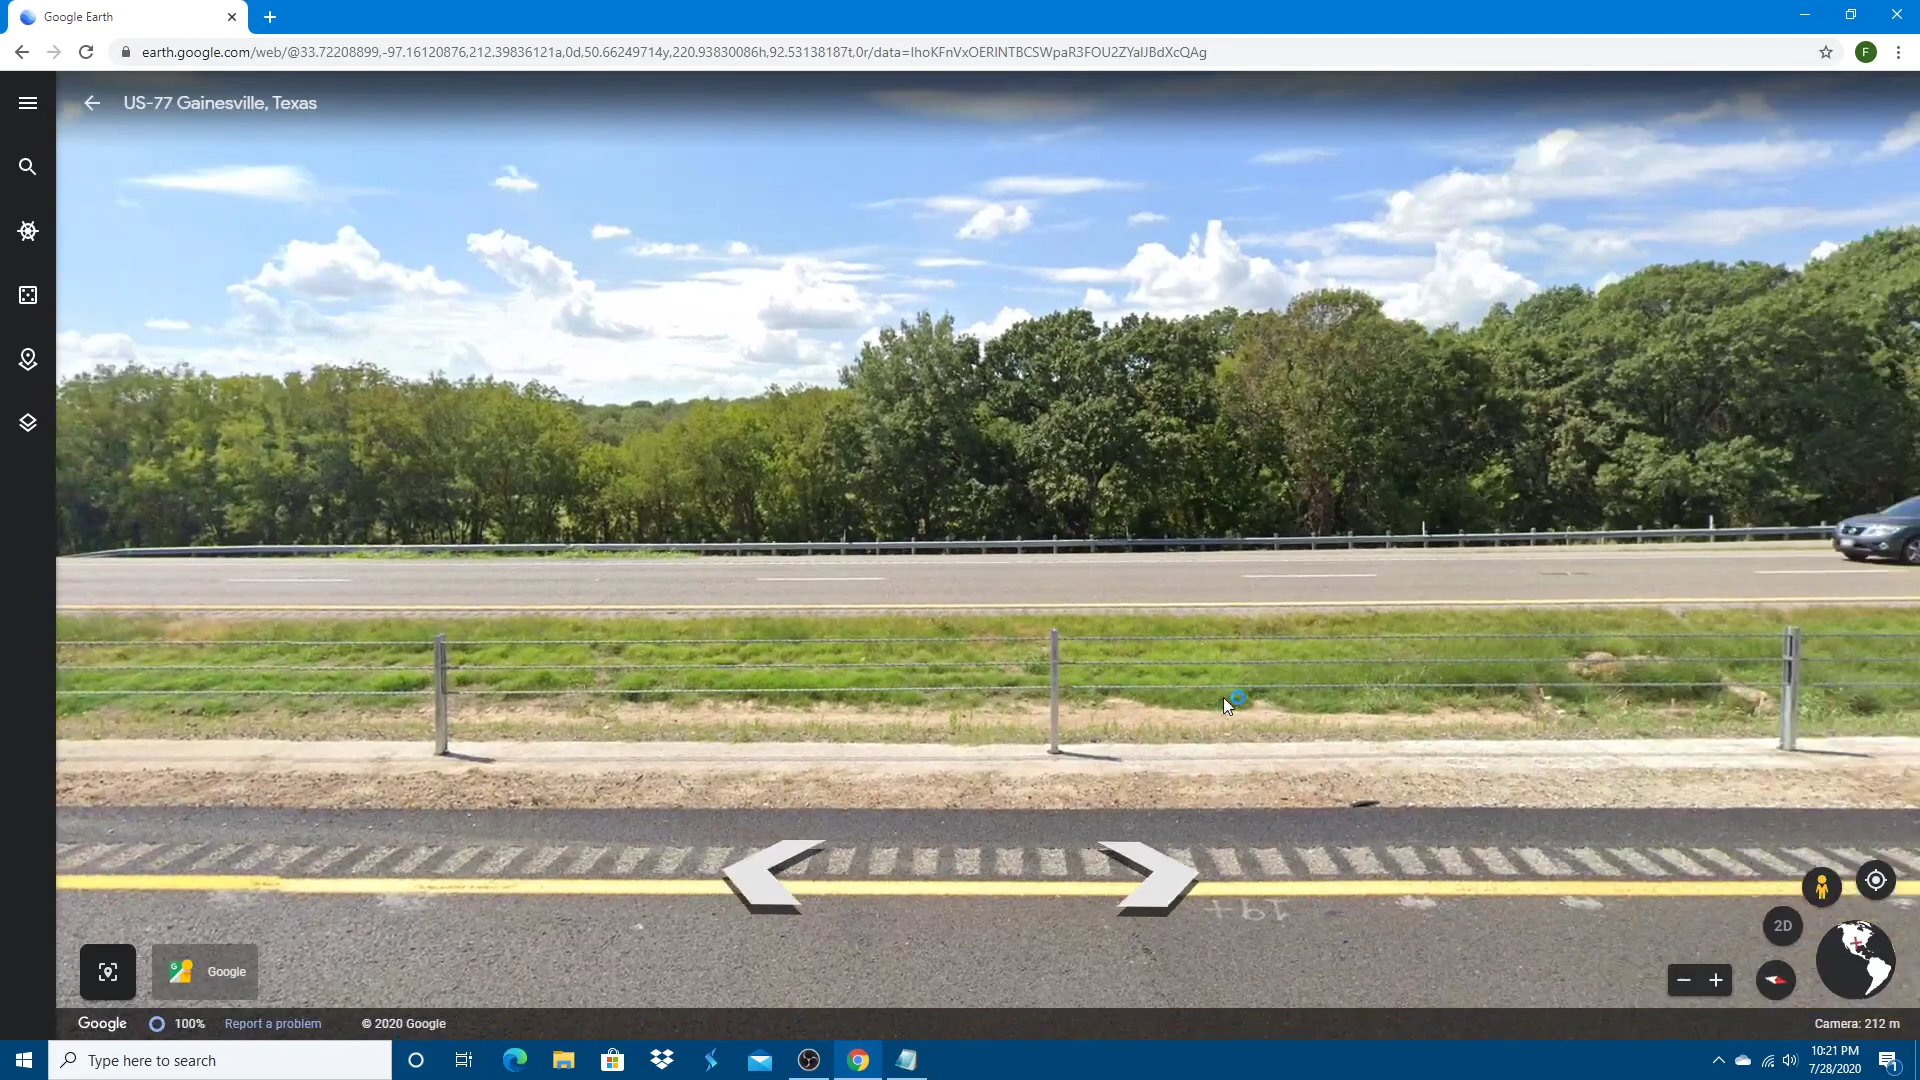 Google Earth
earth.google.com/web/@33.72208899,-97.16120876,212.39836121a,0d,50.66249714y,220.93830086h,92.53138187t,0r/data=IhoKFnVxOERINTBCSWpaR3FOU2ZYalJBdXcQAg
F
US-77 Gainesville, Texas
2D
G
Google
Google
100%
Report a problem
© 2020 Google
Camera: 212 m
Type here to search
10:21 PM
7/28/2020
1